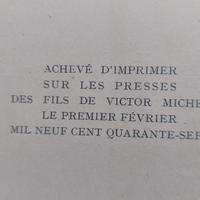 ACHEVÉ D'IMPRIMER
SUR LES PRESSES
DES FILS DE VICTOR MICHE
LE PREMIER FÉVRIER
MIL NEUF CENT QUARANTE-SEP